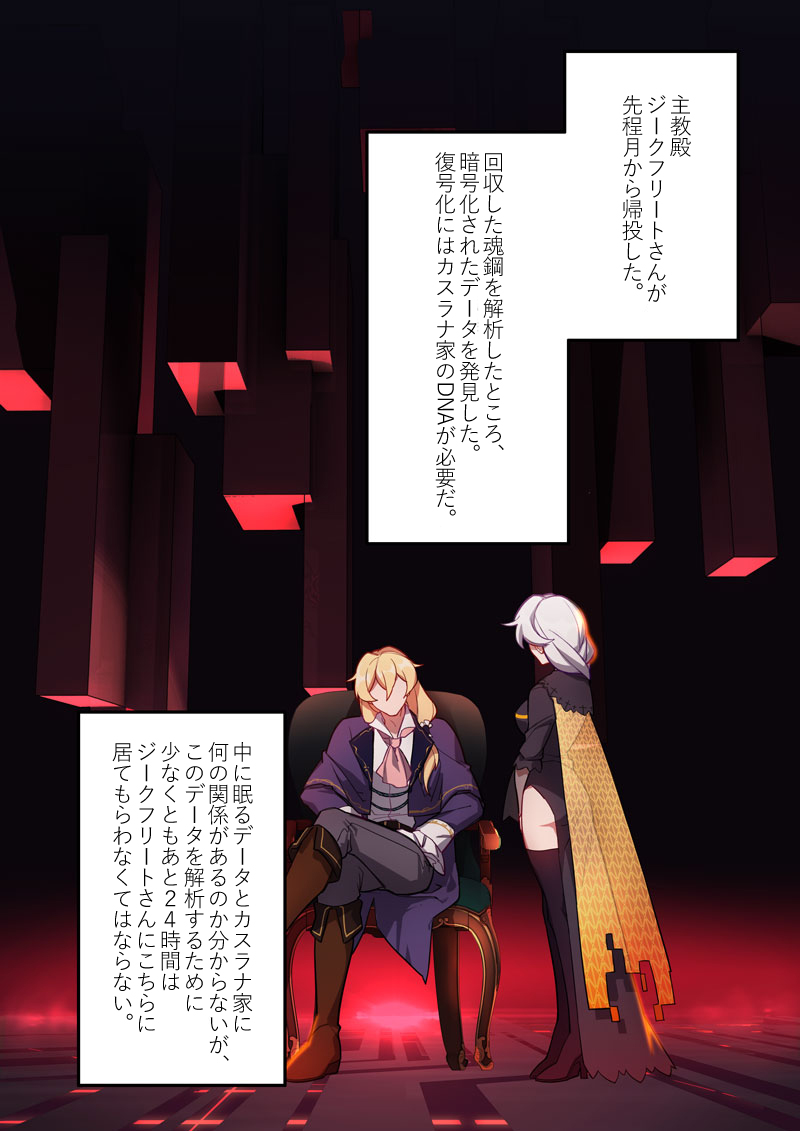 主教殿
ジークフリートさんが
先程月から帰投した。
回収した魂鋼を解析したところ、
暗号化されたデータを発見した。
復号化にはカスラナ家のDNAが必要だ。
中に眠るデータとカスラナ家に
何の関係があるのか分からないが、
このデータを解析するために
少なくともあと24時間は
ジークフリートさんにこちらに
居てもらわなくてはならない。